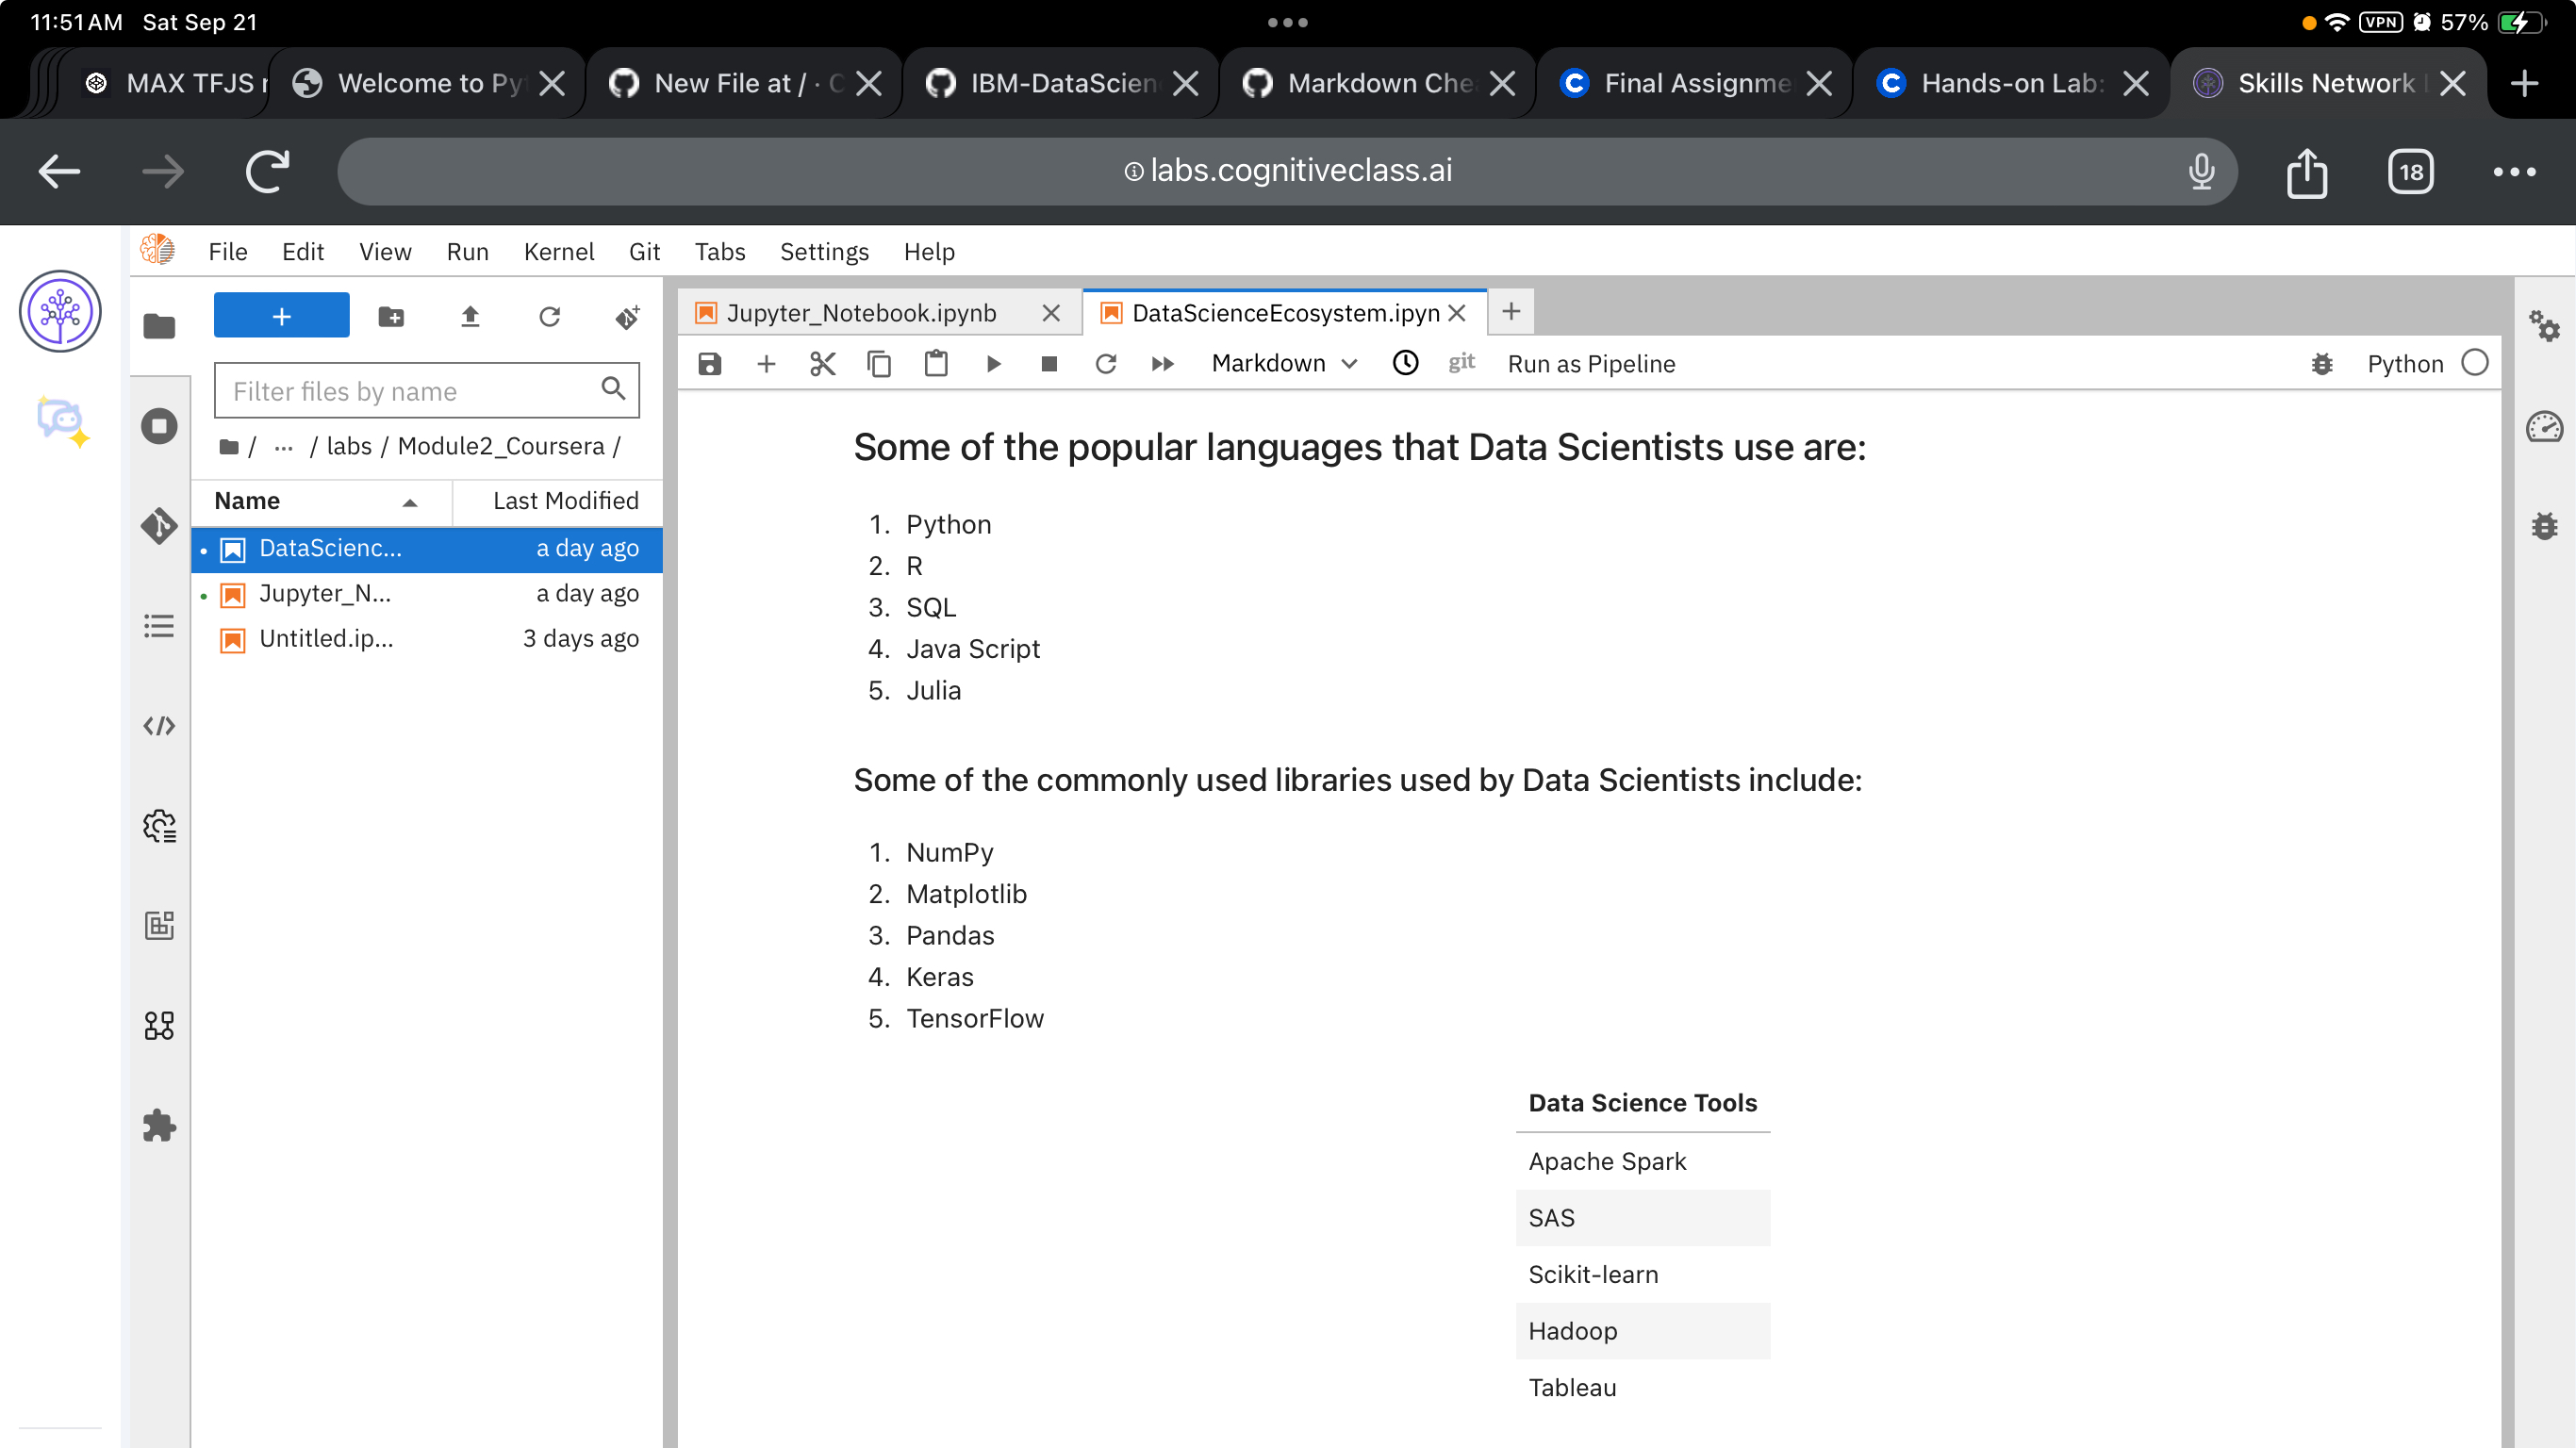 11:51 AM Sat Sep 21
VPN 57%
MAX TFJS
Welcome to Py
New File at / · C
IBM-DataScien
Markdown Che
Final Assignme
Hands-on Lab:
Skills Network
labs.cognitiveclass.ai
18
File Edit View Run Kernel Git Tabs Settings Help
Jupyter_Notebook.ipynb
DataScienceEcosystem.ipyn
Markdown
git
Run as Pipeline
Python
Filter files by name
/ ... / labs / Module2_Coursera /
Name Last Modified
DataScienc... a day ago
Jupyter_N... a day ago
Untitled.ip... 3 days ago
Some of the popular languages that Data Scientists use are:
1. Python
2. R
3. SQL
4. Java Script
5. Julia
Some of the commonly used libraries used by Data Scientists include:
1. NumPy
2. Matplotlib
3. Pandas
4. Keras
5. TensorFlow
Data Science Tools
Apache Spark
SAS
Scikit-learn
Hadoop
Tableau